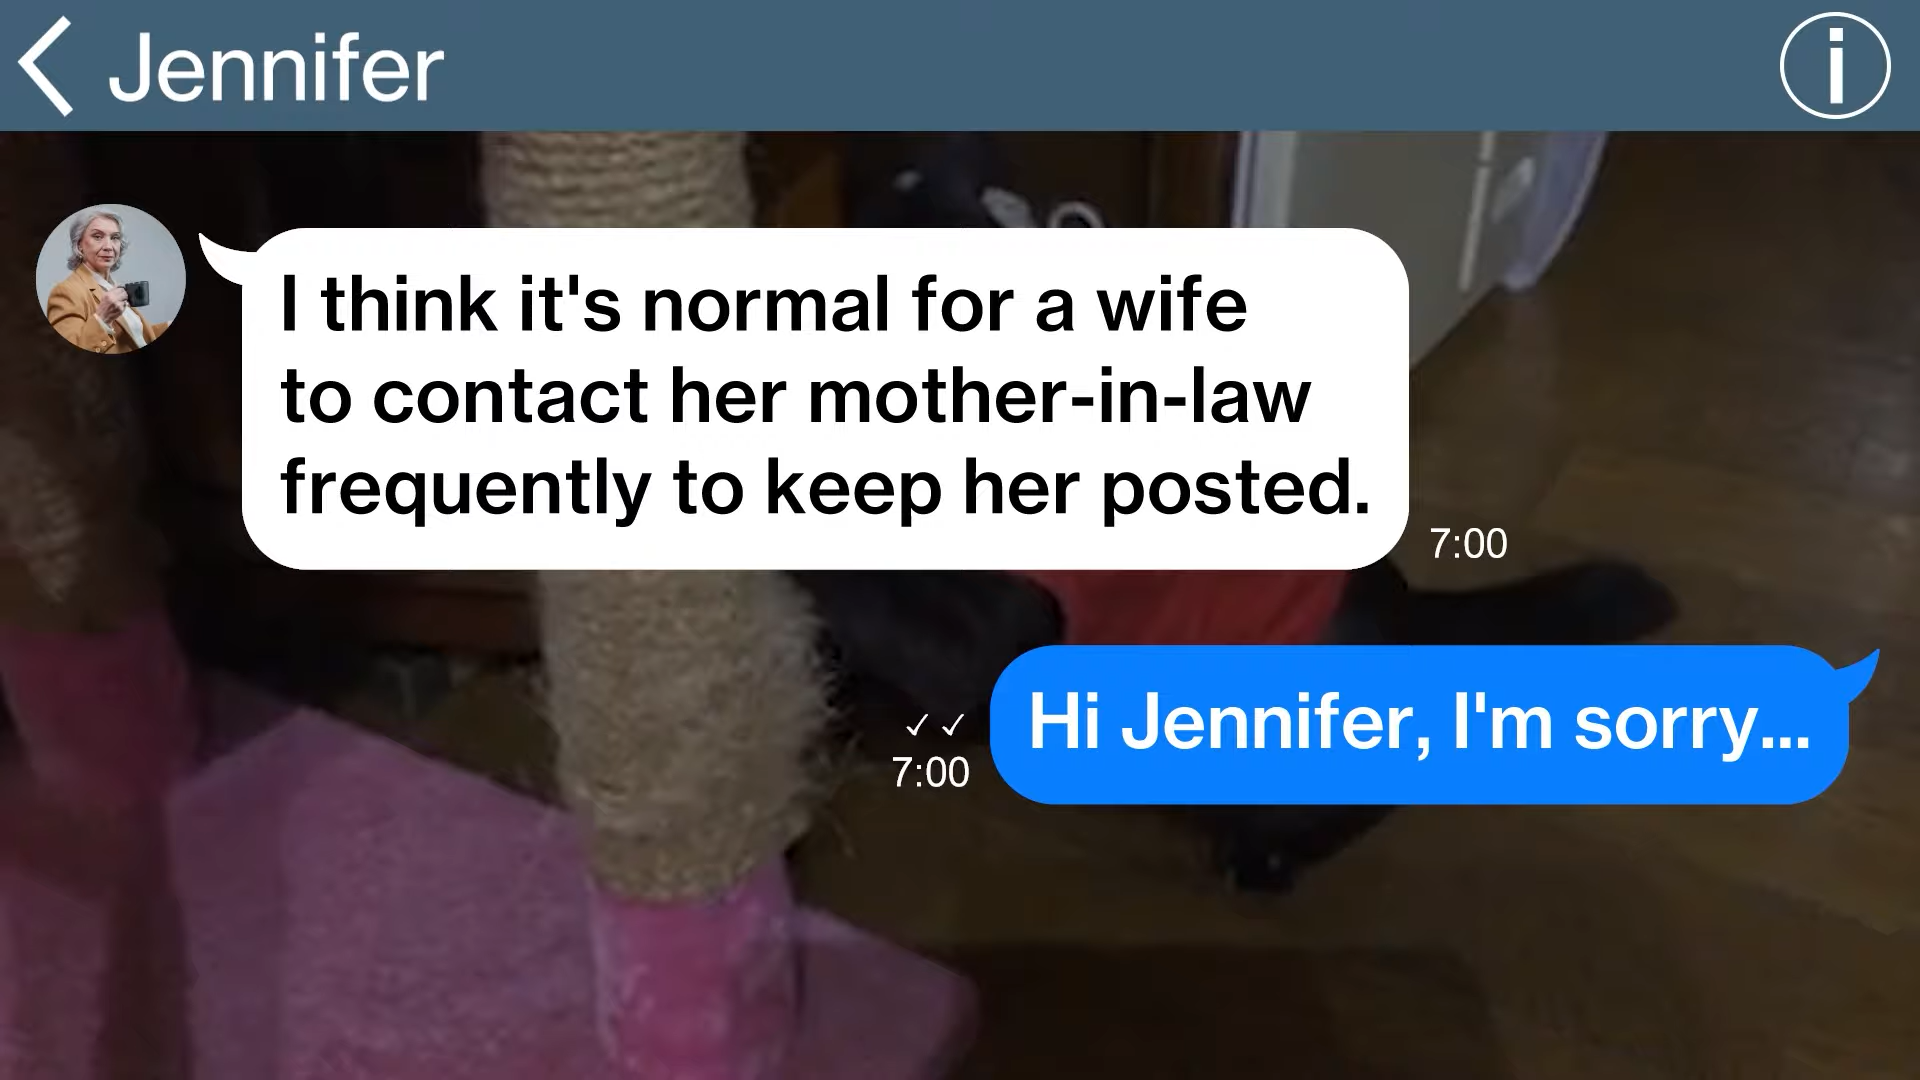 Jennifer
I think it's normal for a wife
to contact her mother-in-law
frequently to keep her posted.
7:00
Hi Jennifer, I'm sorry...
7:00